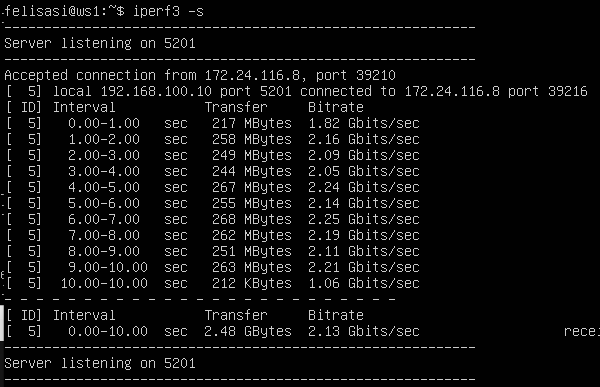 felisasi@ws1:~$ iperf3 -s
-----------------------------------------------------------
Server listening on 5201
-----------------------------------------------------------
Accepted connection from 172.24.116.8, port 39210
[  5] local 192.168.100.10 port 5201 connected to 172.24.116.8 port 39216
[ ID] Interval           Transfer     Bitrate
[  5]   0.00-1.00   sec   217 MBytes  1.82 Gbits/sec
[  5]   1.00-2.00   sec   258 MBytes  2.16 Gbits/sec
[  5]   2.00-3.00   sec   249 MBytes  2.09 Gbits/sec
[  5]   3.00-4.00   sec   244 MBytes  2.05 Gbits/sec
[  5]   4.00-5.00   sec   267 MBytes  2.24 Gbits/sec
[  5]   5.00-6.00   sec   255 MBytes  2.14 Gbits/sec
[  5]   6.00-7.00   sec   268 MBytes  2.25 Gbits/sec
[  5]   7.00-8.00   sec   262 MBytes  2.19 Gbits/sec
[  5]   8.00-9.00   sec   251 MBytes  2.11 Gbits/sec
[  5]   9.00-10.00  sec   263 MBytes  2.21 Gbits/sec
[  5]  10.00-10.00  sec   212 KBytes  1.06 Gbits/sec
- - - - - - - - - - - - - - - - - - - - - - - - -
[ ID] Interval           Transfer     Bitrate
[  5]   0.00-10.00  sec  2.48 GBytes  2.13 Gbits/sec                  recei
-----------------------------------------------------------
Server listening on 5201
-----------------------------------------------------------